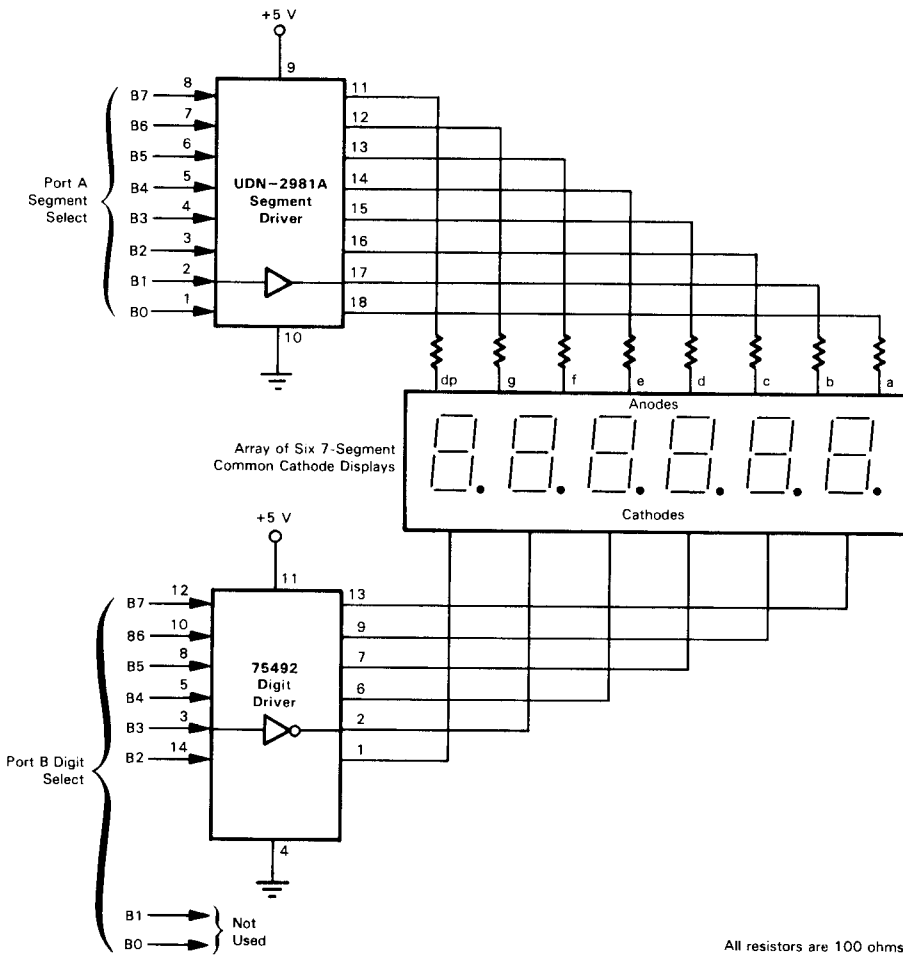 +5 V
9
B7 8
B6 7
B5 6
B4 5
B3 4
B2 3
B1 2
B0 1
Port A
Segment
Select
UDN-2981A
Segment
Driver
11
12
13
14
15
16
17
18
10
dp g f e d c b a
Anodes
Array of Six 7-Segment
Common Cathode Displays
Cathodes
+5 V
11
B7 12
86 10
B5 8
B4 5
B3 3
B2 14
75492
Digit
Driver
13
9
7
6
2
1
Port B Digit
Select
4
B1
B0
Not
Used
All resistors are 100 ohms